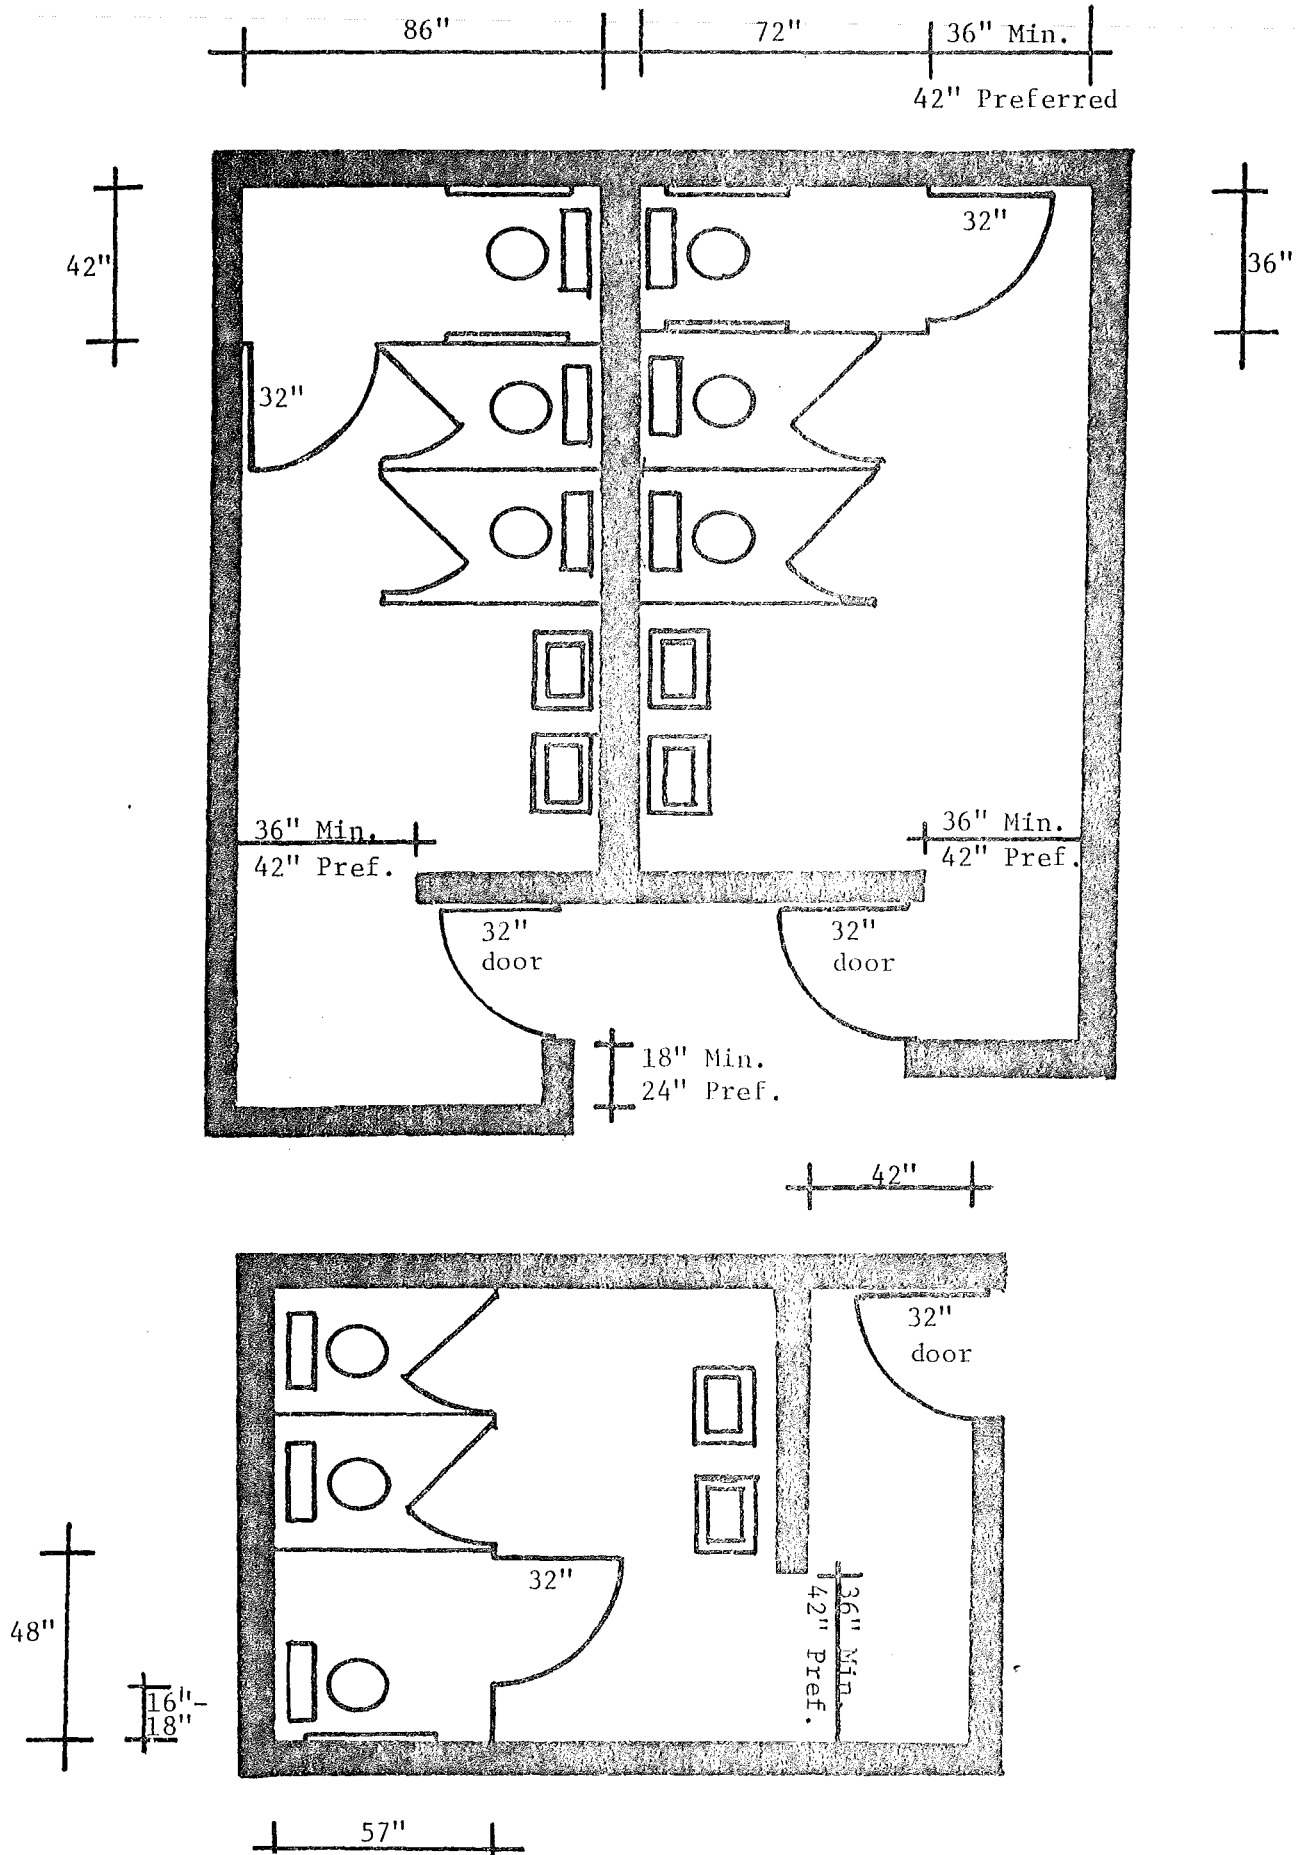 86"
72"
36" Min.
42" Preferred
42"
32"
36"
32"
36" Min.
42" Pref.
36" Min.
42" Pref.
32"
door
32"
door
18" Min.
24" Pref.
42"
32"
door
32"
36" Min.
42" Pref.
48"
16"-
18"
57"